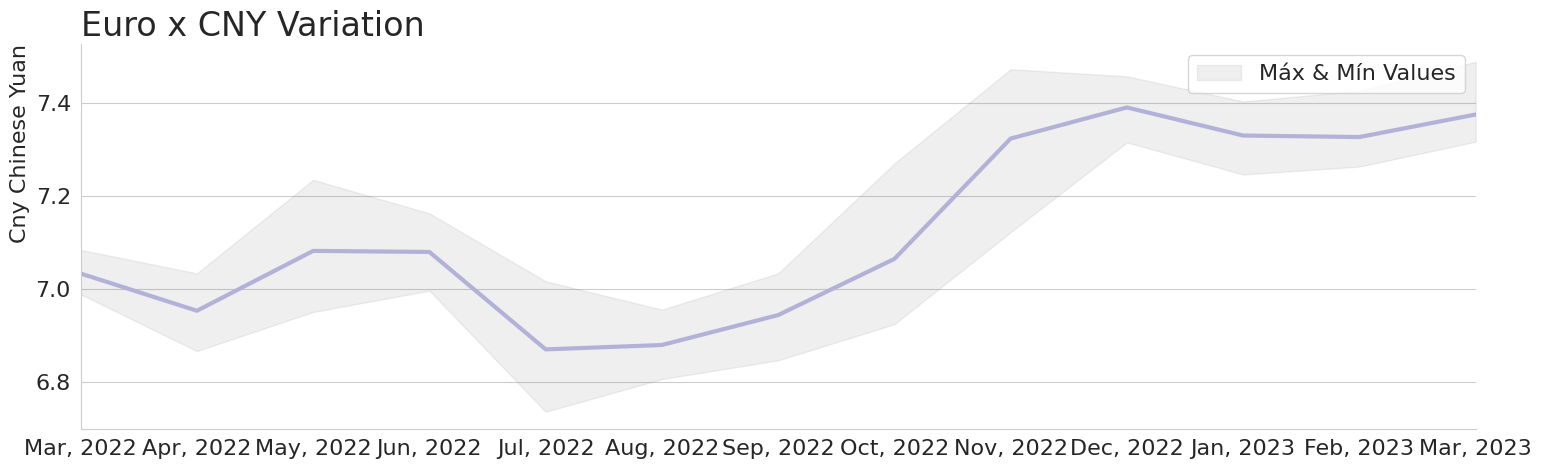 Euro x CNY Variation
Cny Chinese Yuan
Máx & Mín Values
7.4
7.2
7.0
6.8
Mar, 2022 Apr, 2022 May, 2022 Jun, 2022 Jul, 2022 Aug, 2022 Sep, 2022 Oct, 2022 Nov, 2022 Dec, 2022 Jan, 2023 Feb, 2023 Mar, 2023